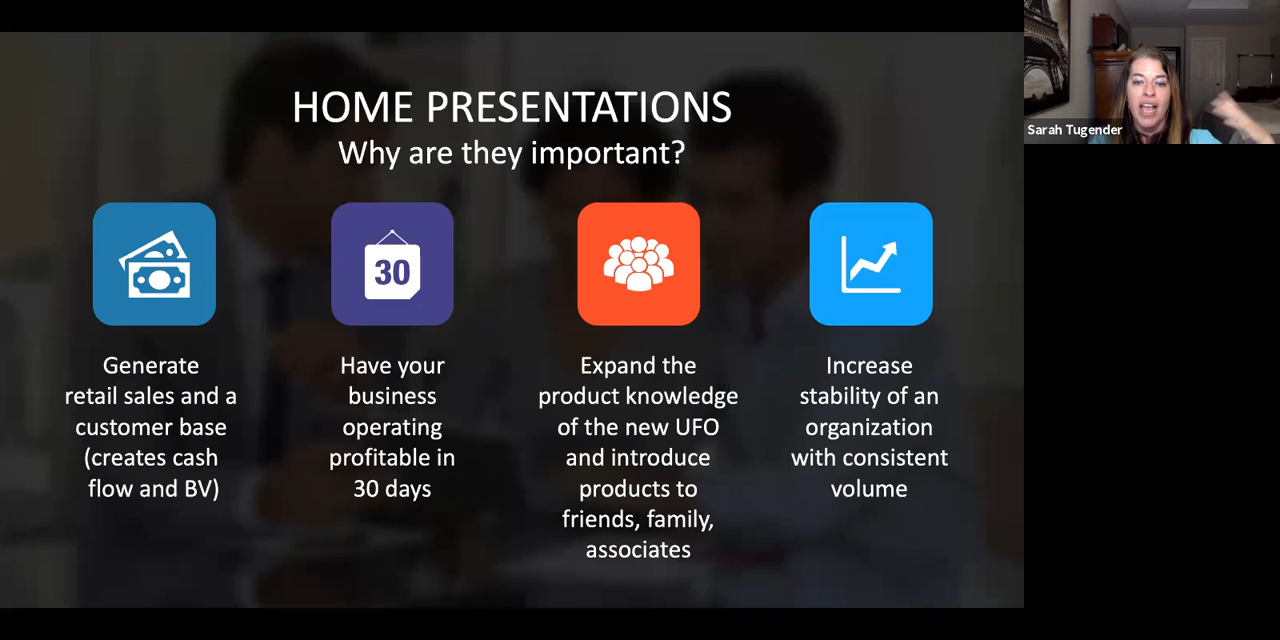 HOME PRESENTATIONS
Why are they important?
30
Generate
retail sales and a
customer base
(creates cash
flow and BV)
Have your
business
operating
profitable in
30 days
Expand the
product knowledge
of the new UFO
and introduce
products to
friends, family,
associates
Increase
stability of an
organization
with consistent
volume
Sarah Tugender